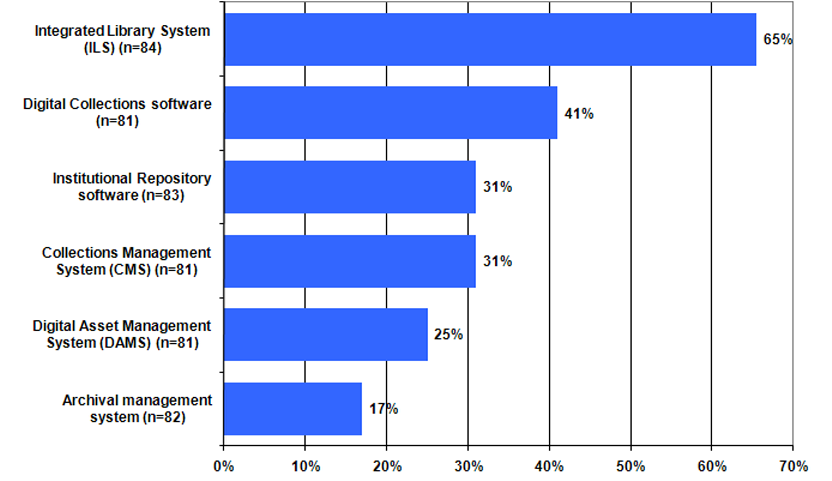 Integrated Library System
(ILS) (n=84)
65%
Digital Collections software
(n=81)
41%
Institutional Repository
software (n=83)
31%
Collections Management
System (CMS) (n=81)
31%
Digital Asset Management
System (DAMS) (n=81)
25%
Archival management
system (n=82)
17%
0% 10% 20% 30% 40% 50% 60% 70%